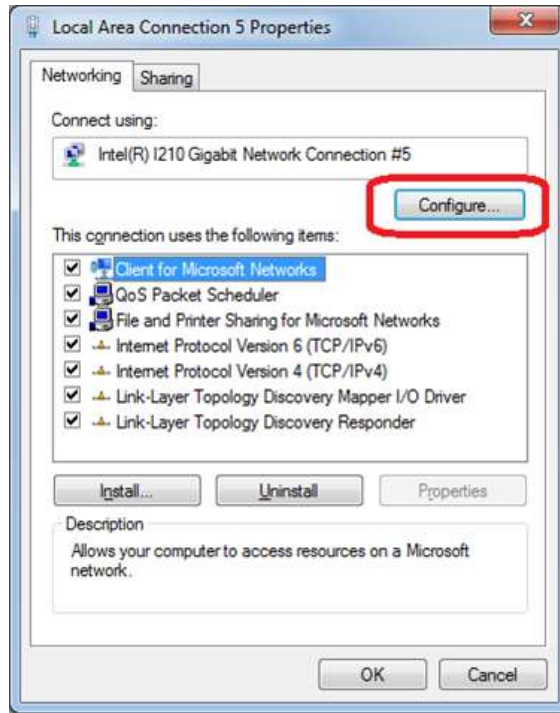 Local Area Connection 5 Properties
Networking
Sharing
Connect using:
Intel(R) I210 Gigabit Network Connection #5
Configure...
This connection uses the following items:
Client for Microsoft Networks
QoS Packet Scheduler
File and Printer Sharing for Microsoft Networks
Internet Protocol Version 6 (TCP/IPv6)
Internet Protocol Version 4 (TCP/IPv4)
Link-Layer Topology Discovery Mapper I/O Driver
Link-Layer Topology Discovery Responder
Install...
Uninstall
Properties
Description
Allows your computer to access resources on a Microsoft
network.
OK
Cancel